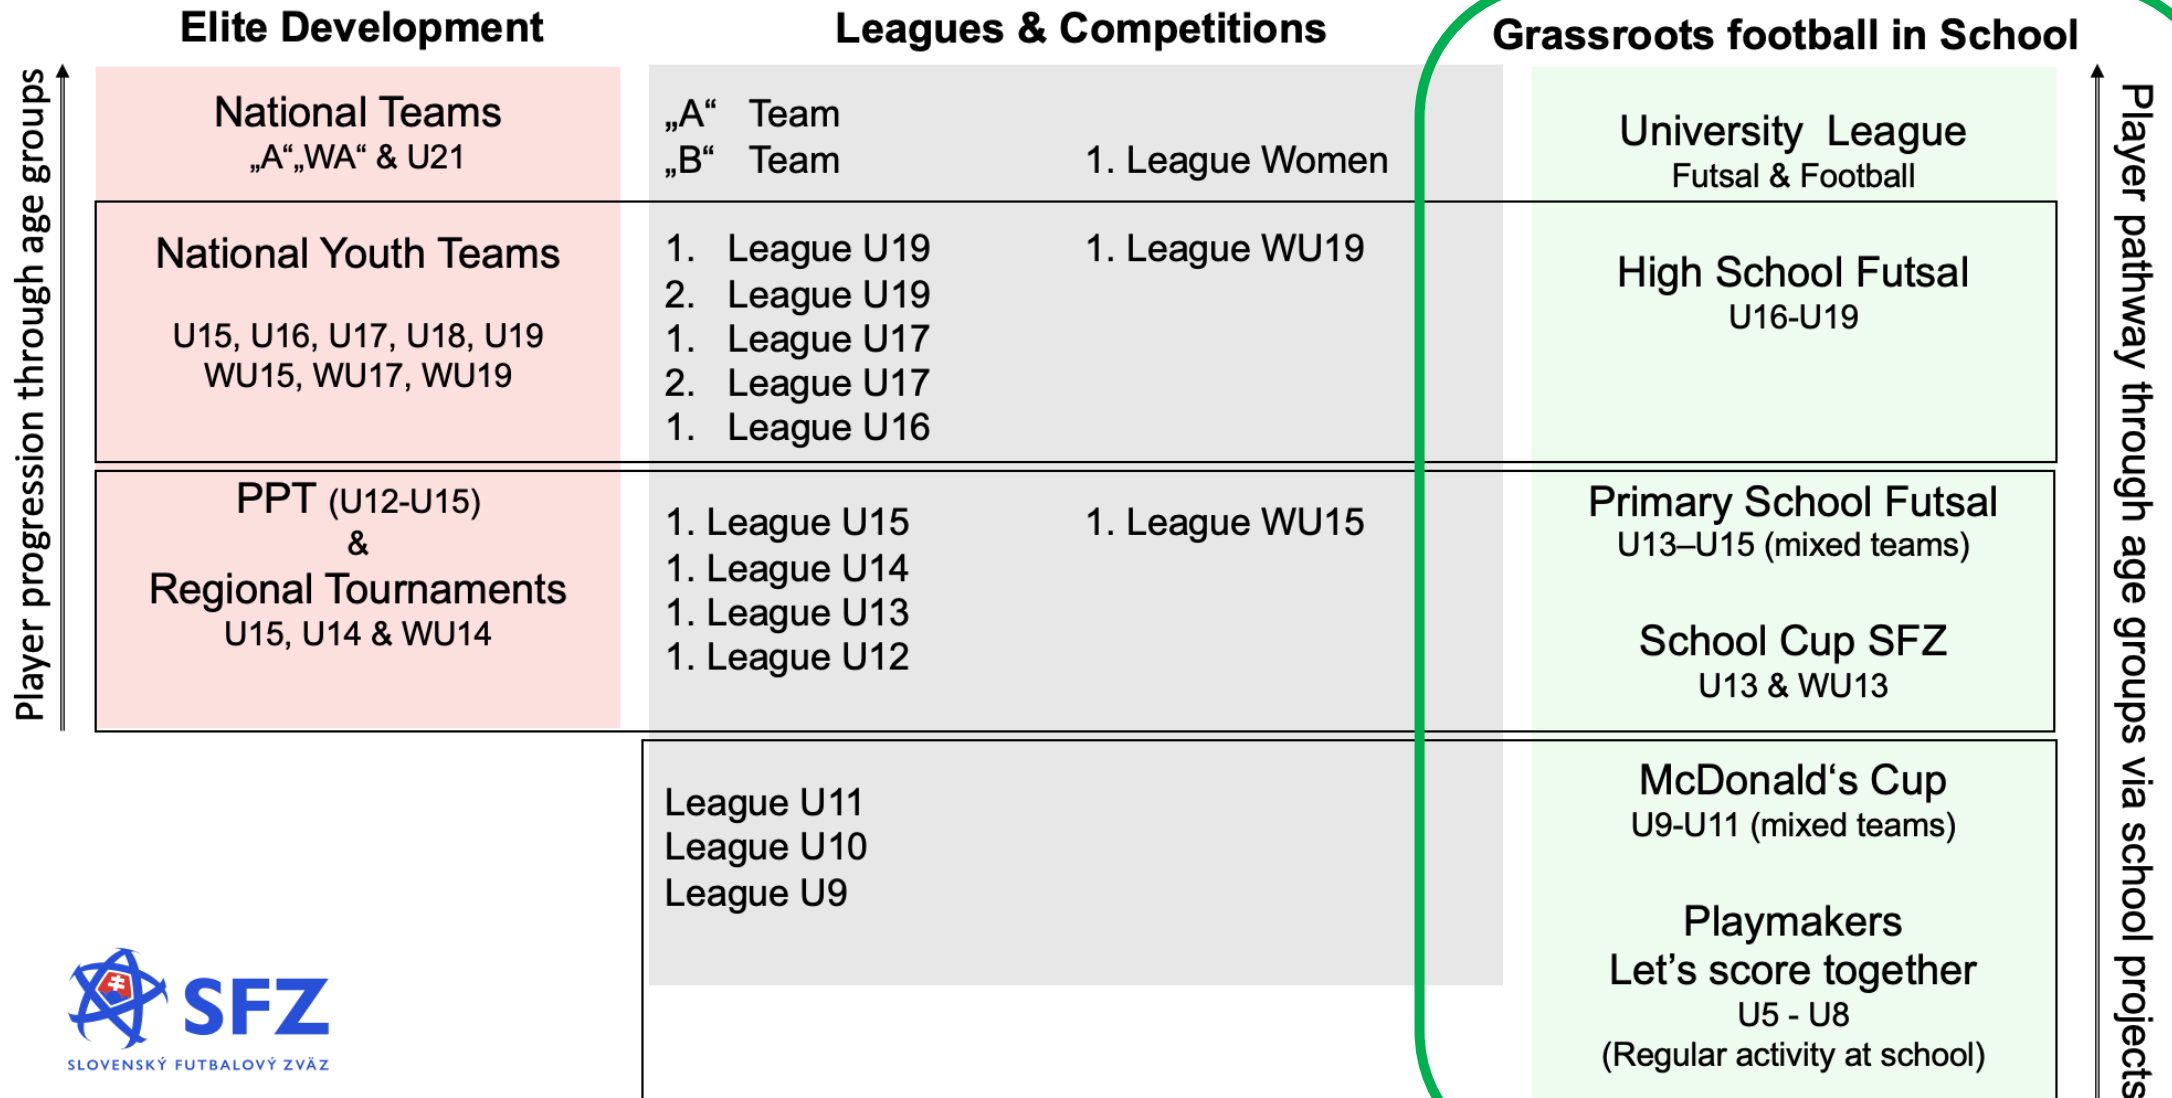 Elite Development
Leagues & Competitions
Grassroots football in School
Player progression through age groups
National Teams
„A“„WA“ & U21
„A“ Team
„B“ Team
1. League Women
University League
Futsal & Football
National Youth Teams
U15, U16, U17, U18, U19
WU15, WU17, WU19
1. League U19
2. League U19
1. League U17
2. League U17
1. League U16
1. League WU19
High School Futsal
U16-U19
PPT (U12-U15)
&
Regional Tournaments
U15, U14 & WU14
1. League U15
1. League U14
1. League U13
1. League U12
1. League WU15
Primary School Futsal
U13–U15 (mixed teams)
School Cup SFZ
U13 & WU13
League U11
League U10
League U9
McDonald‘s Cup
U9-U11 (mixed teams)
Playmakers
Let’s score together
U5 - U8
(Regular activity at school)
Player pathway through age groups via school projects
SFZ
SLOVENSKÝ FUTBALOVÝ ZVÄZ